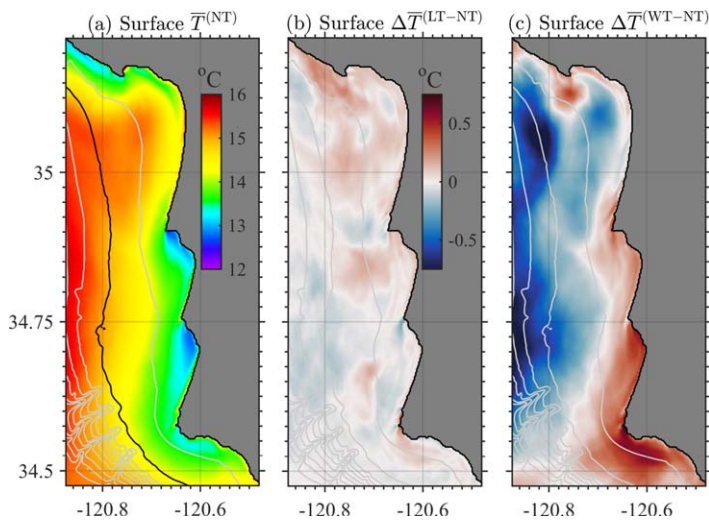 (a) Surface T̅^(NT)
(b) Surface ΔT̅^(LT−NT)
(c) Surface ΔT̅^(WT−NT)
°C
16
15
14
13
12
°C
0.5
0
-0.5
°C
35
34.75
34.5
-120.8
-120.6
-120.8
-120.6
-120.8
-120.6